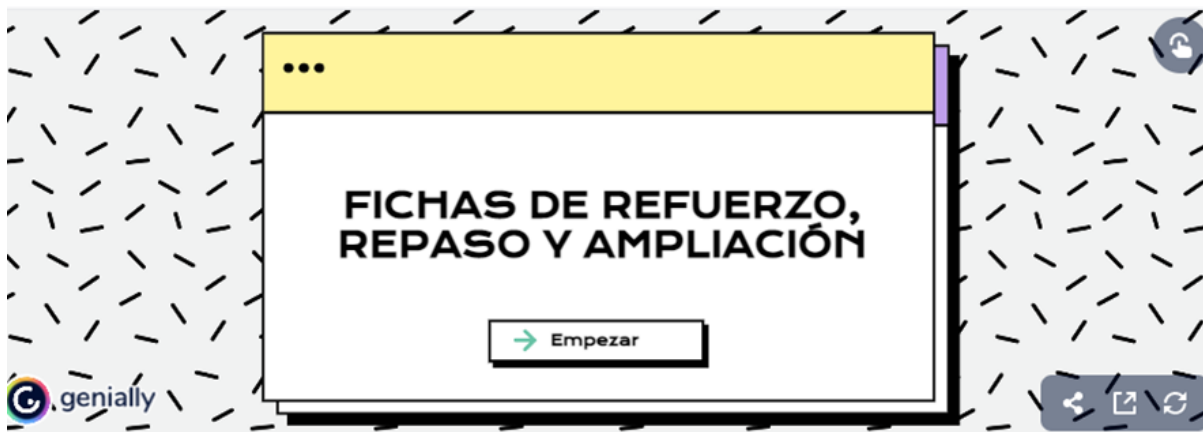 FICHAS DE REFUERZO,
REPASO Y AMPLIACIÓN
Empezar
genially